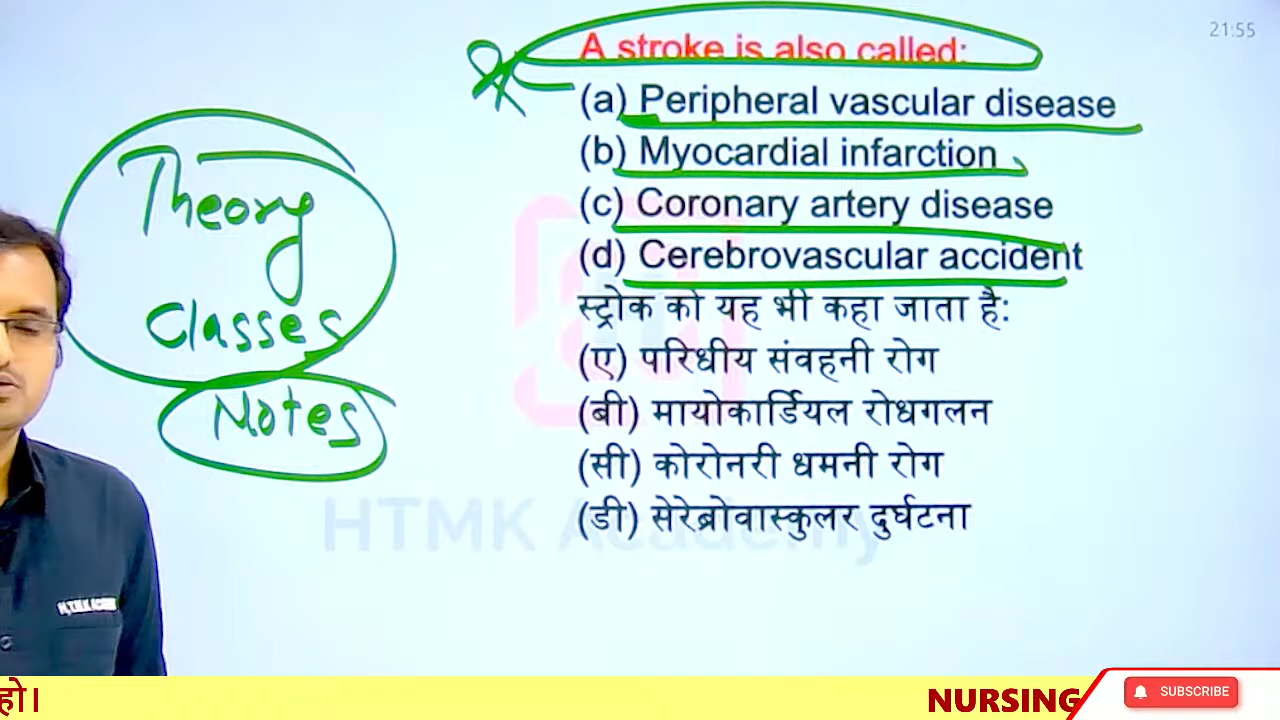 21:55
A stroke is also called:
(a) Peripheral vascular disease
(b) Myocardial infarction
(c) Coronary artery disease
(d) Cerebrovascular accident
स्ट्रोक को यह भी कहा जाता है:
(ए) परिधीय संवहनी रोग
(बी) मायोकार्डियल रोधगलन
(सी) कोरोनरी धमनी रोग
(डी) सेरेब्रोवास्कुलर दुर्घटना
Theory
Classes
Notes
HTMK Academy
हो।
NURSING
SUBSCRIBE